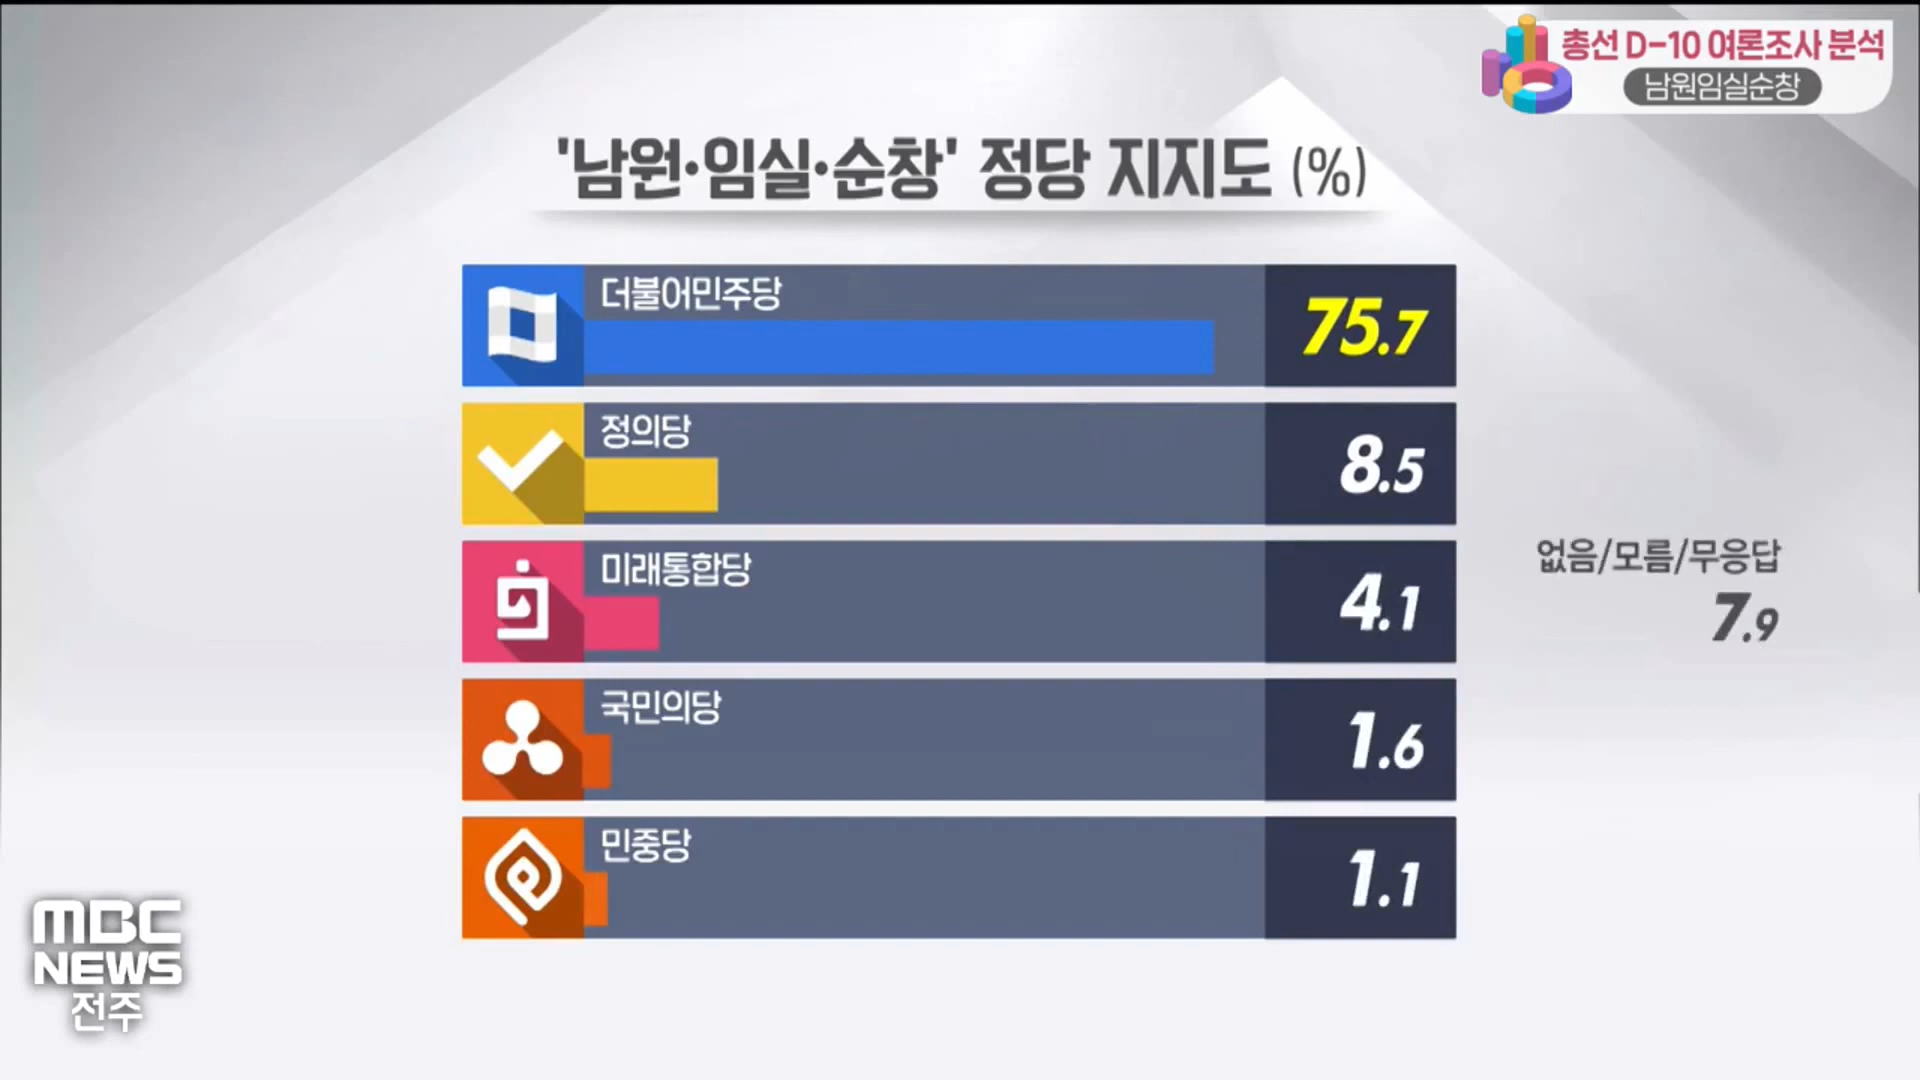 총선 D-10 여론조사 분석
남원임실순창
'남원·임실·순창' 정당 지지도 (%)
더불어민주당
75.7
정의당
8.5
미래통합당
4.1
국민의당
1.6
민중당
1.1
없음/모름/무응답
7.9
MBC
NEWS
전주